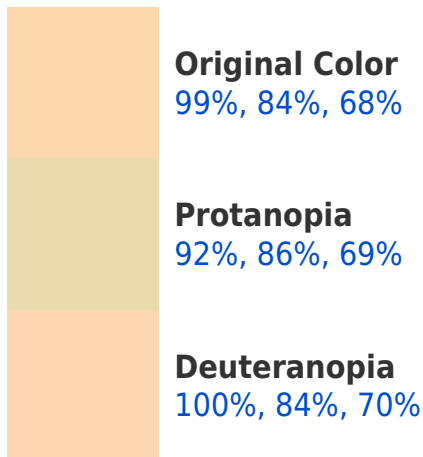 Original Color
99%, 84%, 68%
Protanopia
92%, 86%, 69%
Deuteranopia
100%, 84%, 70%